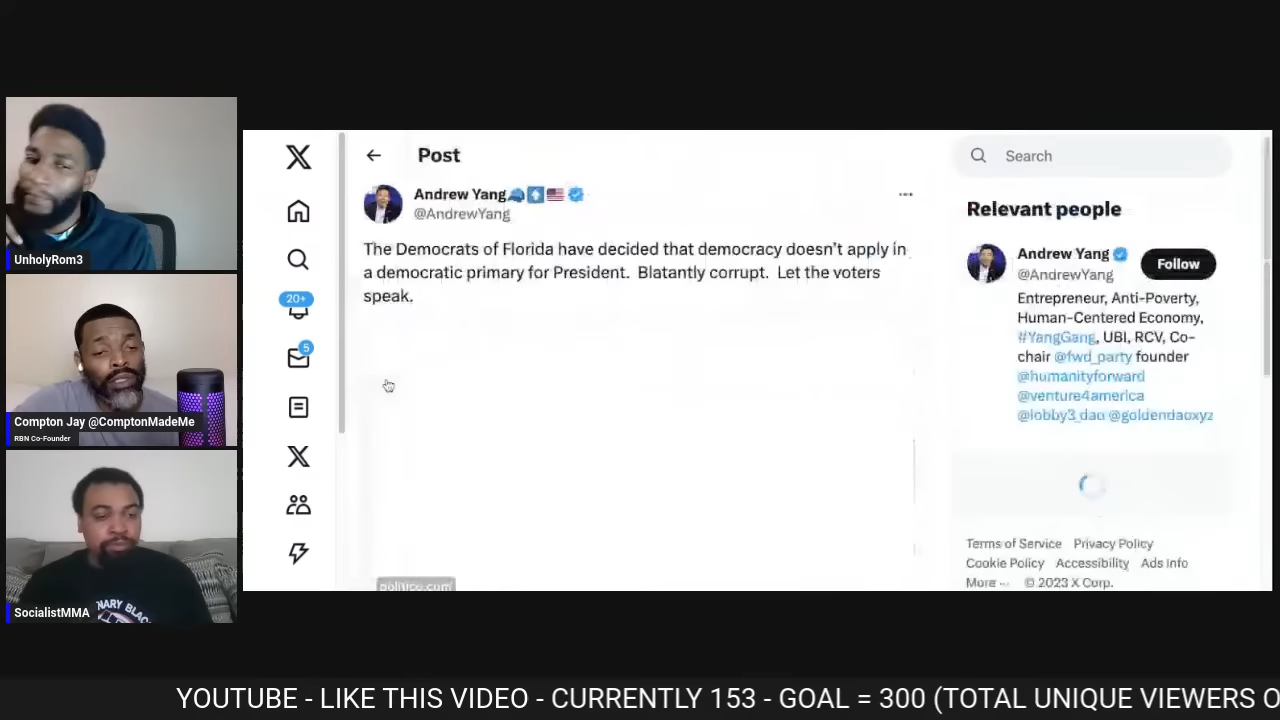 UnholyRom3
Compton Jay @ComptonMadeMe
RBN Co-Founder
SocialistMMA
NARY BLAC
20+
5
Post
Andrew Yang
@AndrewYang
The Democrats of Florida have decided that democracy doesn't apply in
a democratic primary for President. Blatantly corrupt. Let the voters
speak.
politico.com
Search
Relevant people
Andrew Yang
@AndrewYang
Follow
Entrepreneur, Anti-Poverty,
Human-Centered Economy,
#YangGang, UBI, RCV, Co-
chair @fwd_party founder
@humanityforward
@venture4america
@lobby3_dao @goldendaoxyz
Terms of Service Privacy Policy
Cookie Policy Accessibility Ads Info
More ··· © 2023 X Corp.
YOUTUBE - LIKE THIS VIDEO - CURRENTLY 153 - GOAL = 300 (TOTAL UNIQUE VIEWERS O